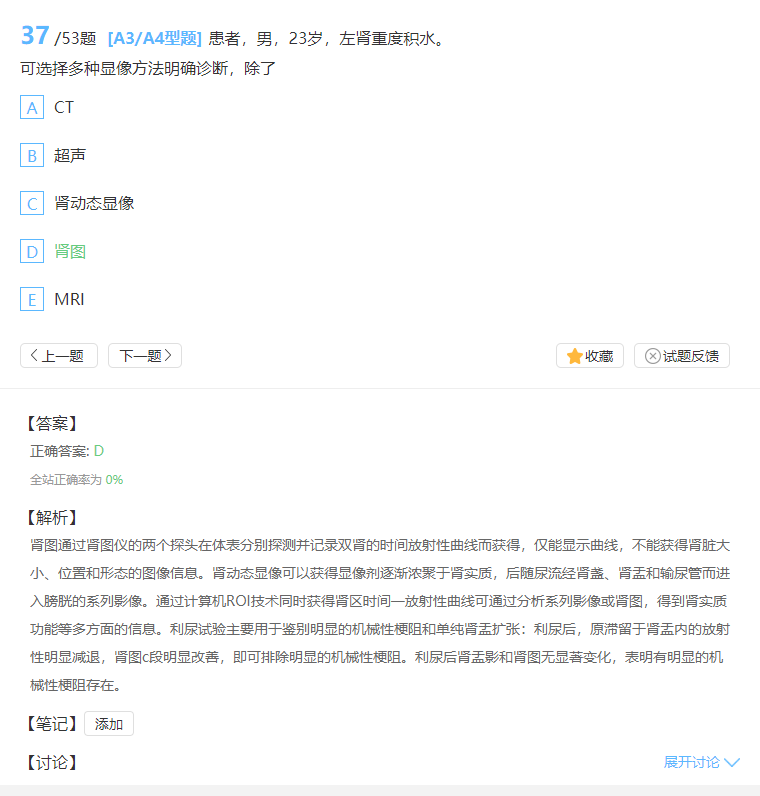 37 /53题 [A3/A4型题] 患者，男，23岁，左肾重度积水。
可选择多种显像方法明确诊断，除了
A CT
B 超声
C 肾动态显像
D 肾图
E MRI
上一题 下一题 收藏 试题反馈
【答案】
正确答案: D
全站正确率为 0%
【解析】
肾图通过肾图仪的两个探头在体表分别探测并记录双肾的时间放射性曲线而获得，仅能显示曲线，不能获得肾脏大
小、位置和形态的图像信息。肾动态显像可以获得显像剂逐渐浓聚于肾实质，后随尿流经肾盏、肾盂和输尿管而进
入膀胱的系列影像。通过计算机ROI技术同时获得肾区时间—放射性曲线可通过分析系列影像或肾图，得到肾实质
功能等多方面的信息。利尿试验主要用于鉴别明显的机械性梗阻和单纯肾盂扩张：利尿后，原滞留于肾盂内的放射
性明显减退，肾图c段明显改善，即可排除明显的机械性梗阻。利尿后肾盂影和肾图无显著变化，表明有明显的机
械性梗阻存在。
【笔记】 添加
【讨论】 展开讨论